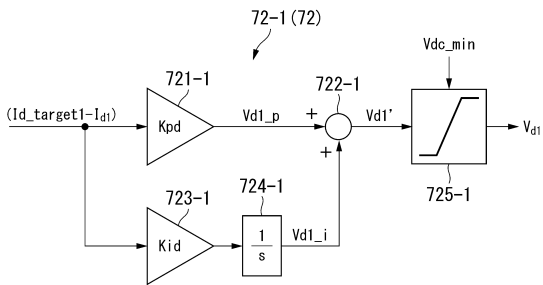 72-1 (72)
Vdc_min
721-1
722-1
(Id_target1-Id1)
Kpd
Vd1_p
+
Vd1'
Vd1
+
723-1
724-1
725-1
Kid
1
s
Vd1_i